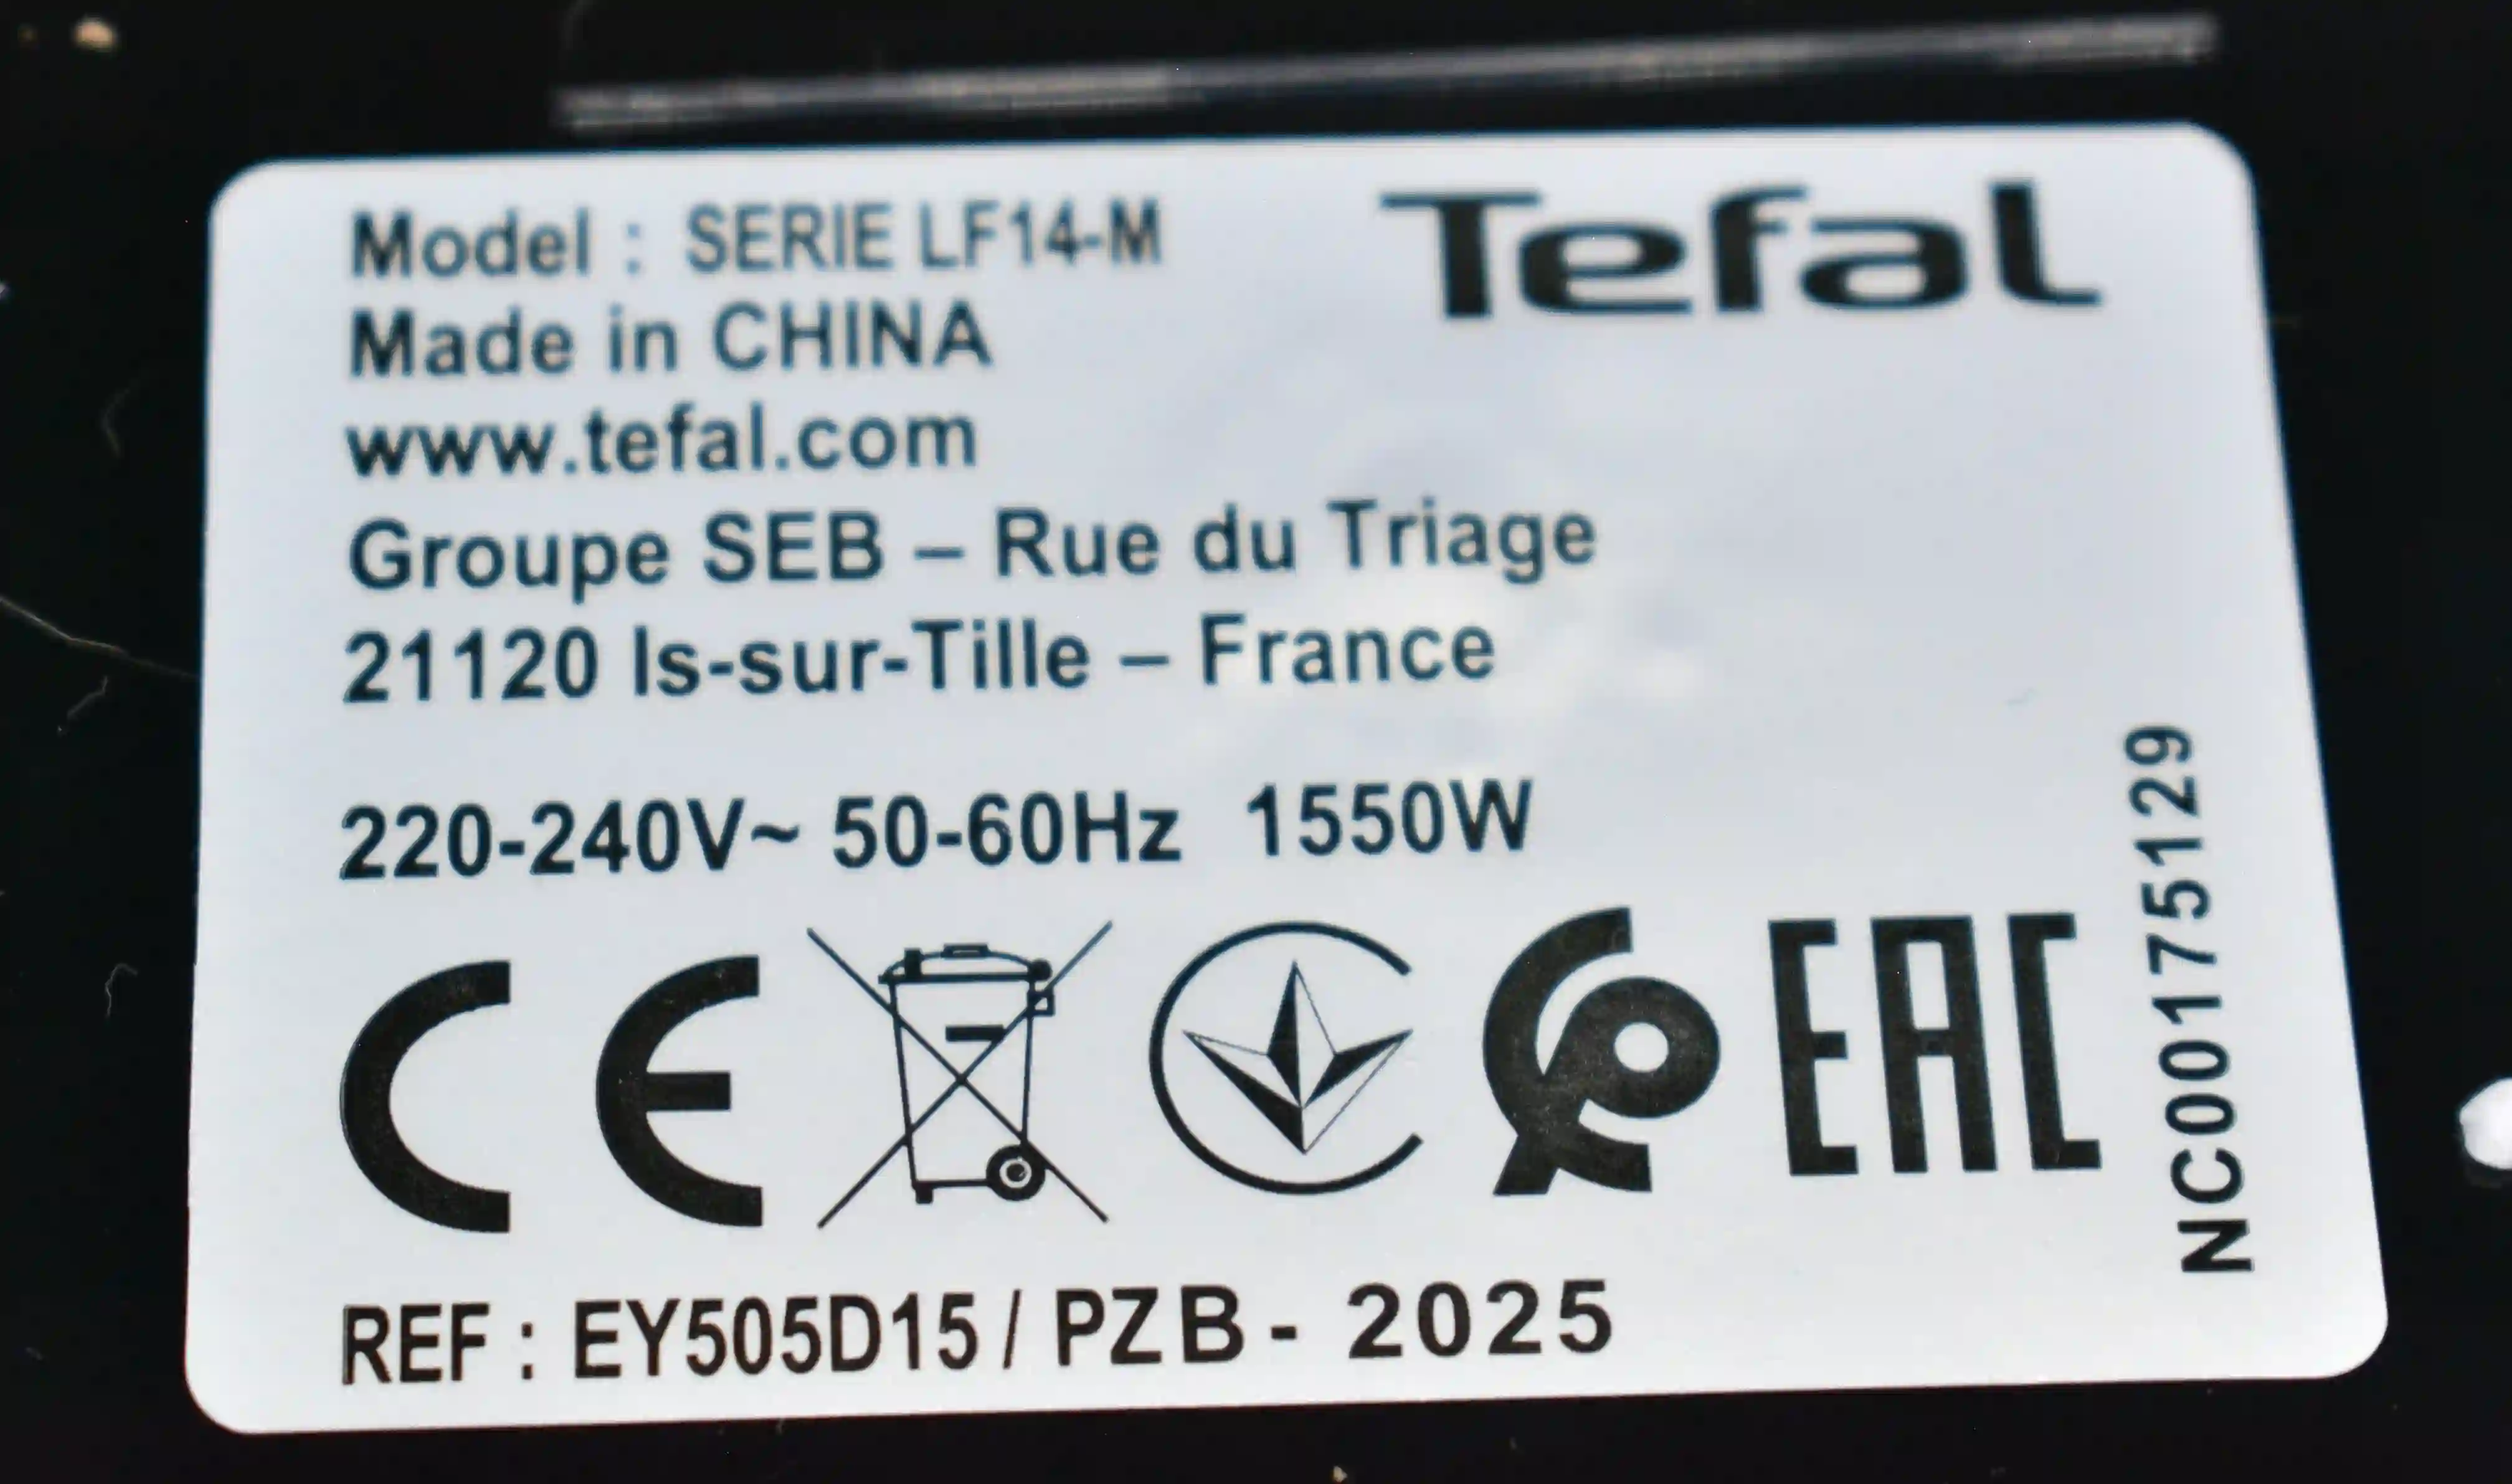 Tefal
Model : SERIE LF14-M
Made in CHINA
www.tefal.com
Groupe SEB – Rue du Triage
21120 Is-sur-Tille – France
220-240V~ 50-60Hz 1550W
CE EAC
NC00175129
REF : EY505D15 / PZB - 2025